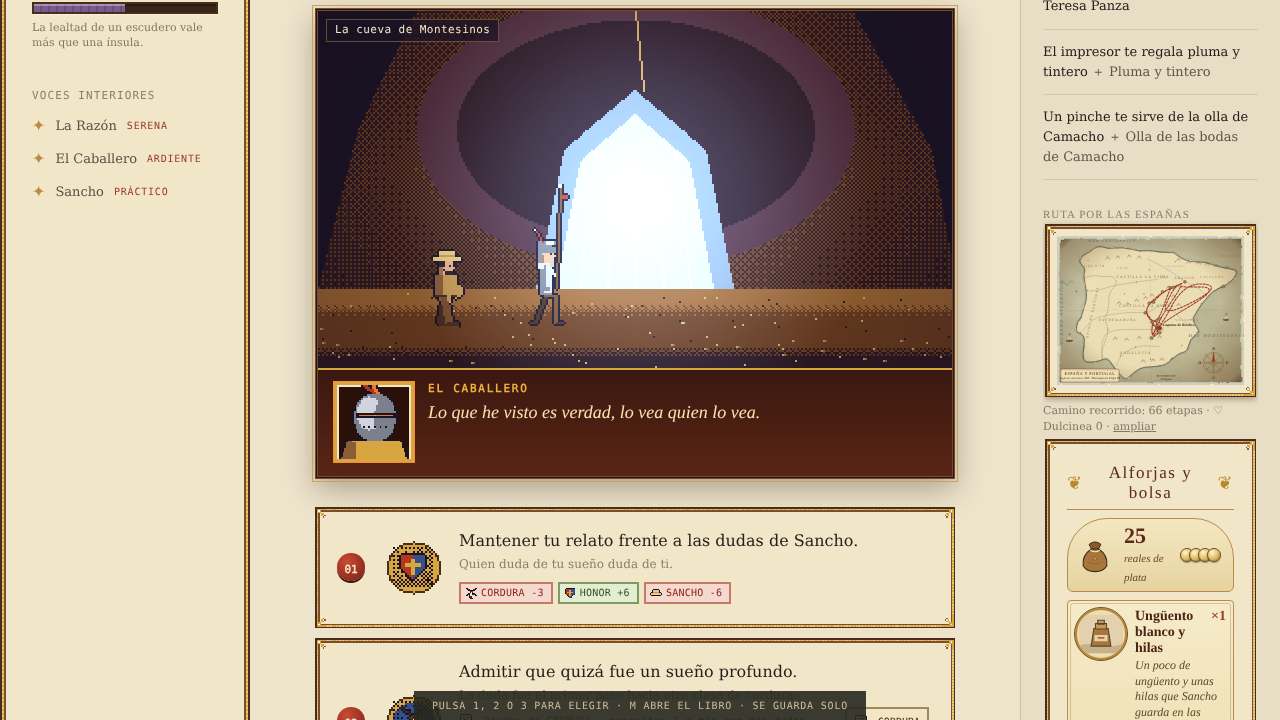 La lealtad de un escudero vale
más que una ínsula.
VOCES INTERIORES
La Razón SERENA
El Caballero ARDIENTE
Sancho PRÁCTICO
La cueva de Montesinos
EL CABALLERO
Lo que he visto es verdad, lo vea quien lo vea.
01
Mantener tu relato frente a las dudas de Sancho.
Quien duda de tu sueño duda de ti.
CORDURA -3
HONOR +6
SANCHO -6
Admitir que quizá fue un sueño profundo.
PULSA 1, 2 O 3 PARA ELEGIR · M ABRE EL LIBRO · SE GUARDA SOLO
Teresa Panza
El impresor te regala pluma y
tintero + Pluma y tintero
Un pinche te sirve de la olla de
Camacho + Olla de las bodas
de Camacho
RUTA POR LAS ESPAÑAS
ESPAÑA Y PORTUGAL
Camino recorrido: 66 etapas · ♡
Dulcinea 0 · ampliar
Alforjas y
bolsa
25
reales de
plata
Ungüento ×1
blanco y
hilas
Un poco de
ungüento y unas
hilas que Sancho
guarda en las